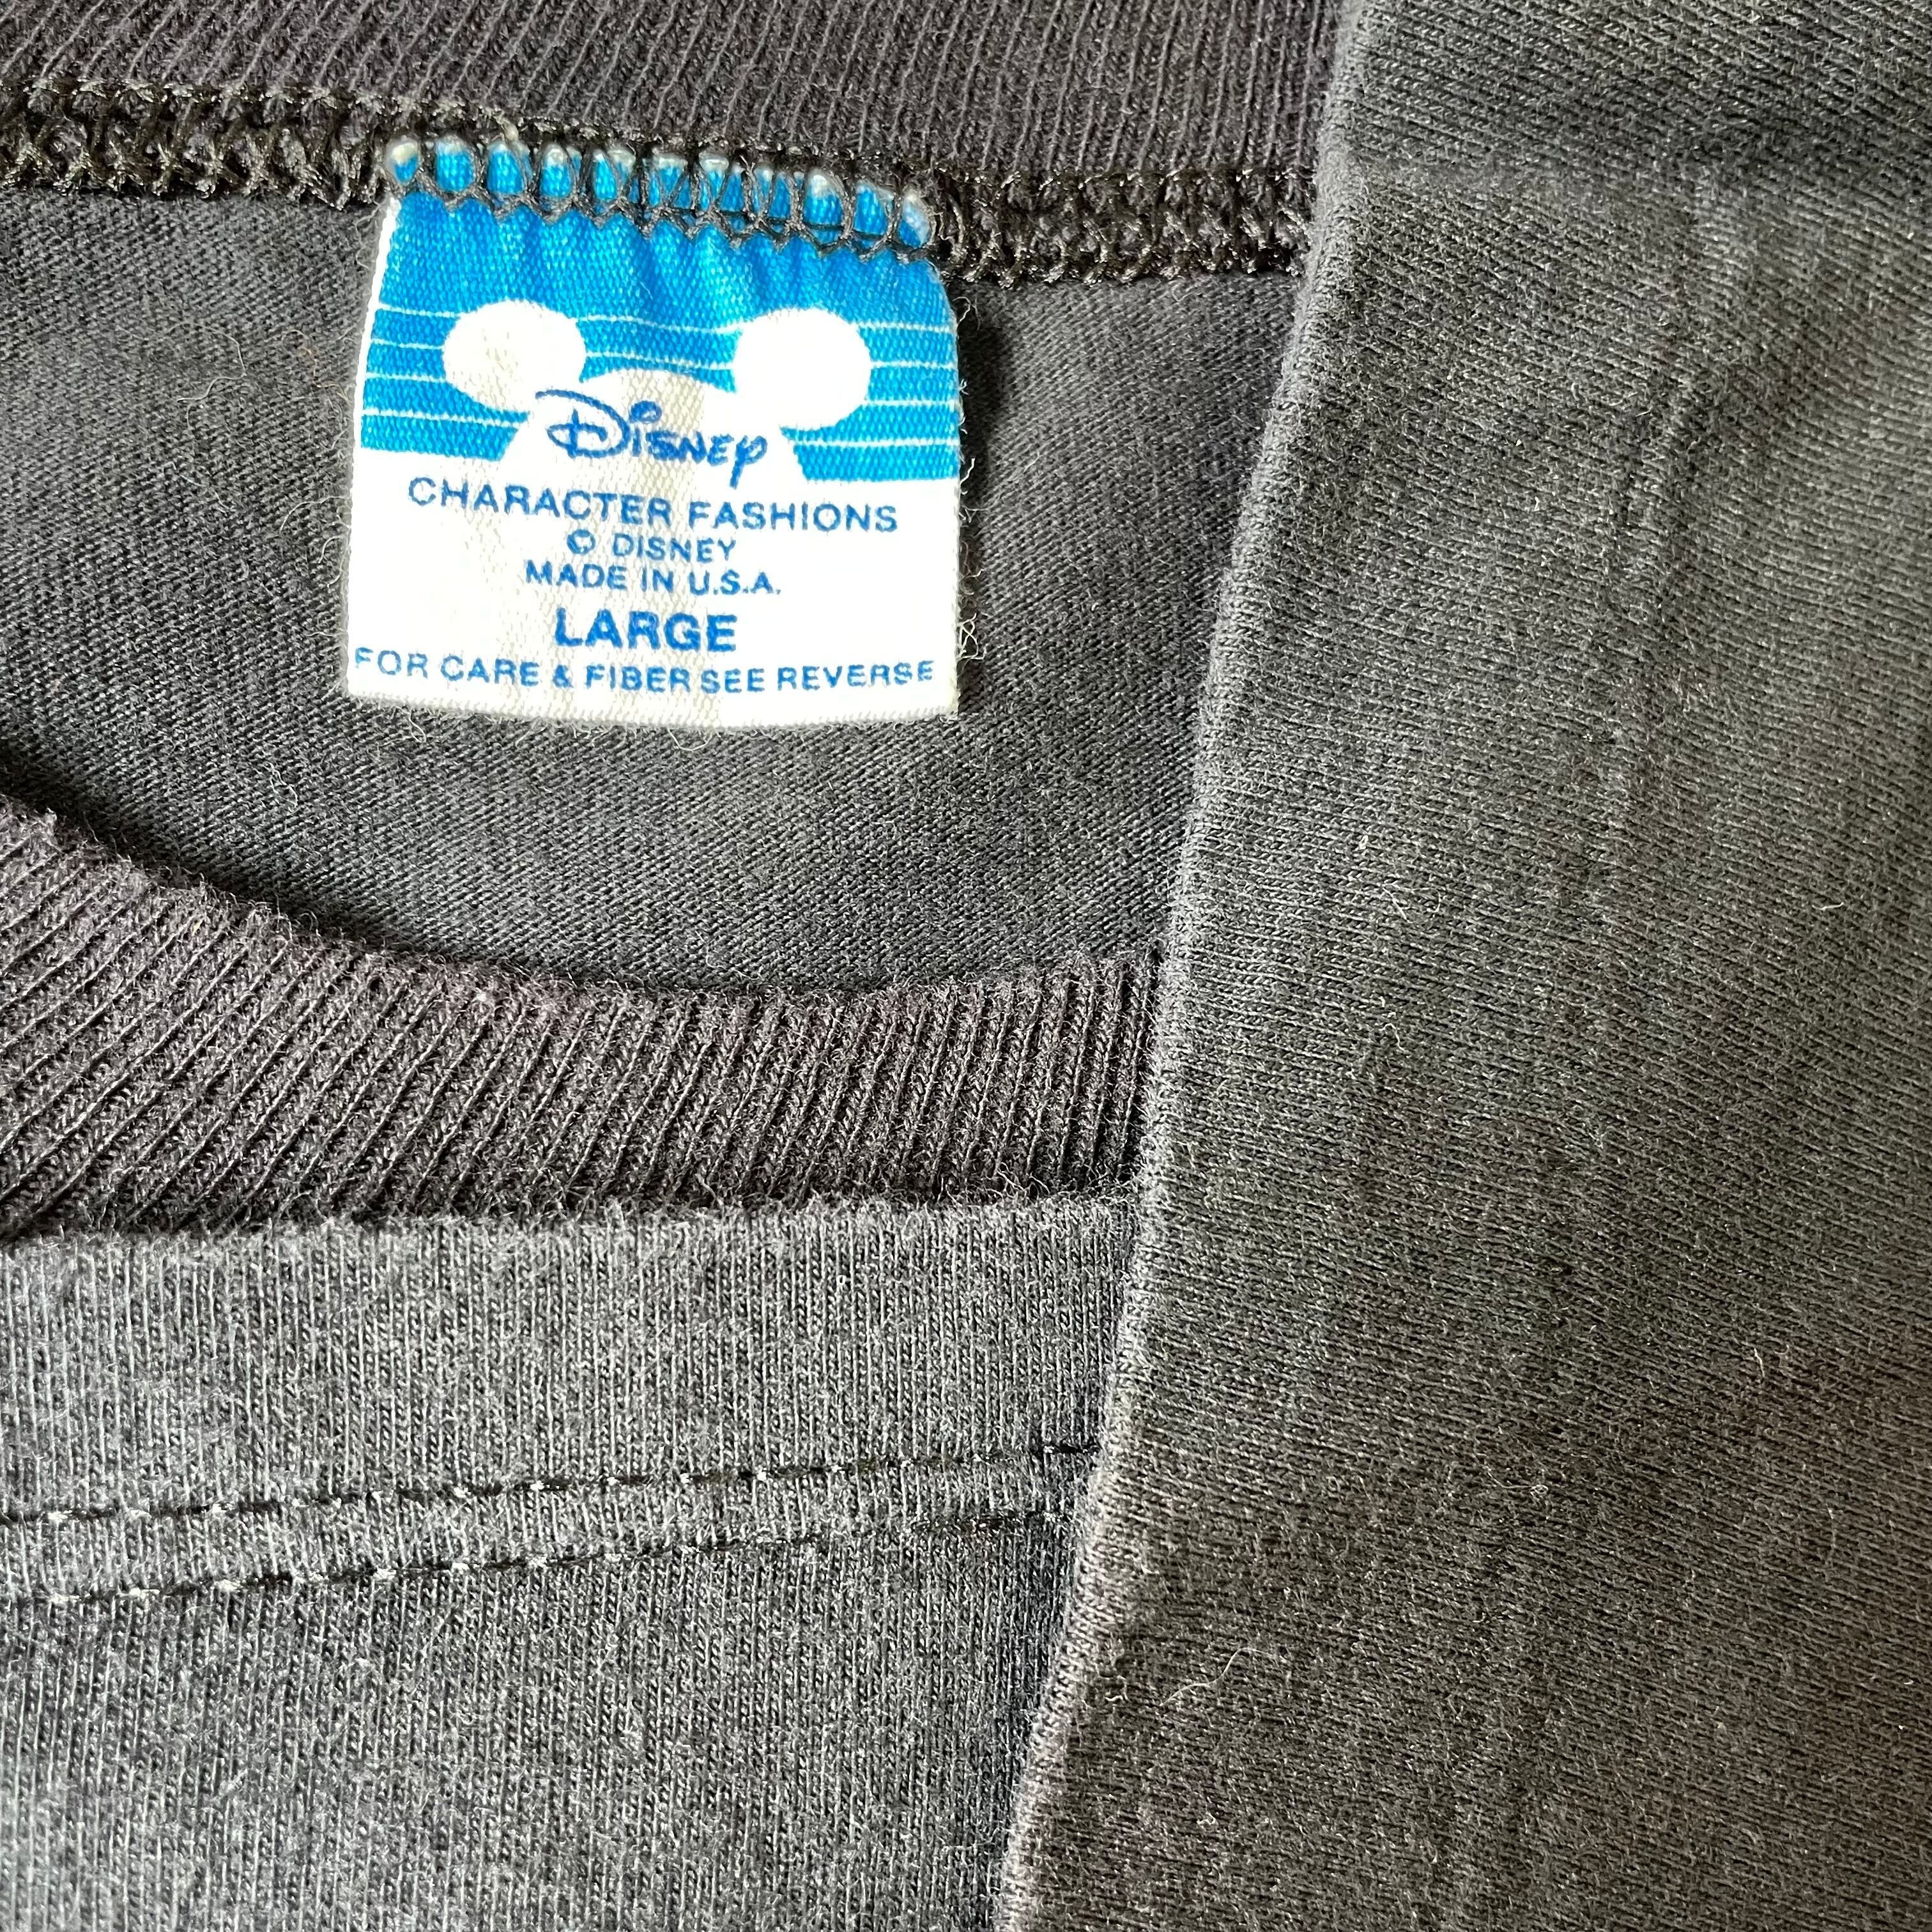 Disney
CHARACTER FASHIONS
© DISNEY
MADE IN U.S.A.
LARGE
FOR CARE & FIBER SEE REVERSE